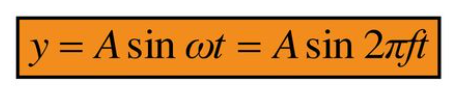 y = A sin ωt = A sin 2πft